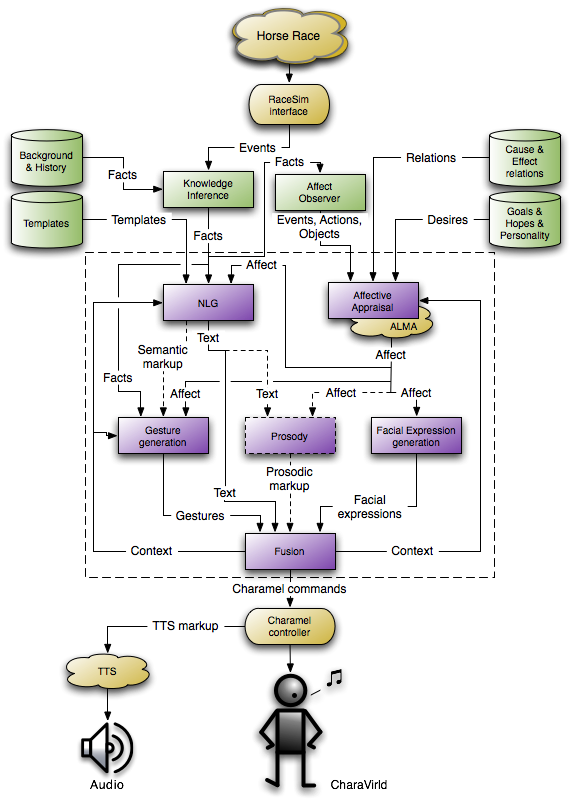 Horse Race
RaceSim
interface
Events
Facts
Relations
Background
& History
Cause &
Effect
relations
Facts
Knowledge
Inference
Affect
Observer
Templates
Templates
Facts
Events, Actions,
Objects
Desires
Goals &
Hopes &
Personality
Affect
NLG
Affective
Appraisal
ALMA
Text
Affect
Semantic
markup
Facts
Affect
Text
Affect
Affect
Gesture
generation
Prosody
Facial Expression
generation
Prosodic
markup
Text
Gestures
Facial
expressions
Context
Fusion
Context
Charamel commands
TTS markup
Charamel
controller
TTS
Audio
CharaVirld